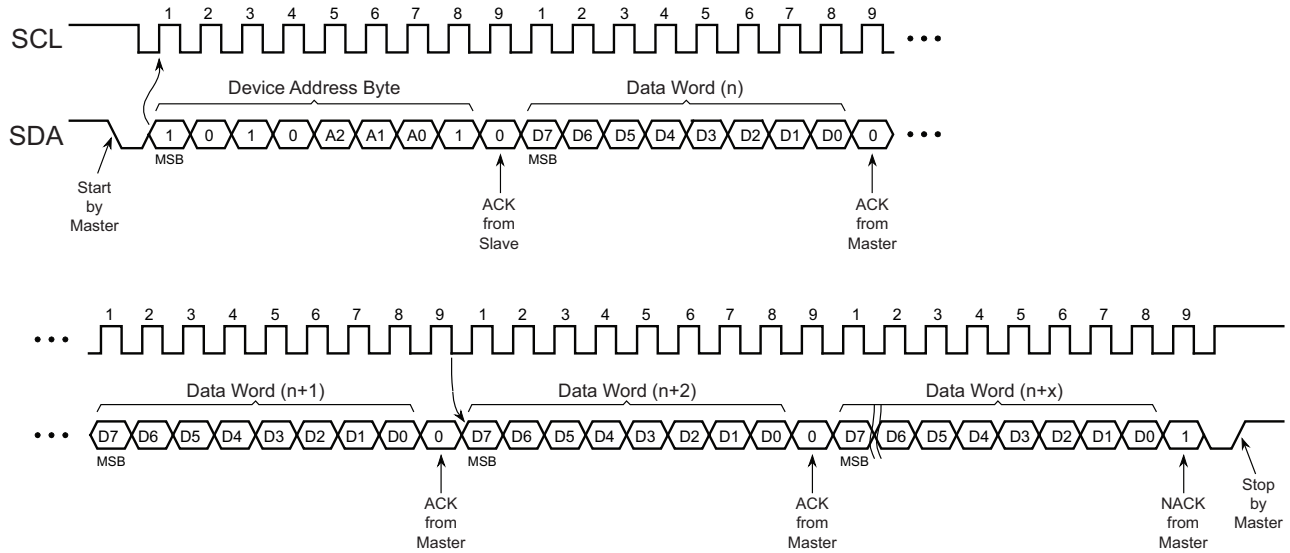 1 2 3 4 5 6 7 8 9 1 2 3 4 5 6 7 8 9
SCL
Device Address Byte Data Word (n)
SDA 1 0 1 0 A2 A1 A0 1 0 D7 D6 D5 D4 D3 D2 D1 D0 0
MSB MSB
Start
by
Master
ACK
from
Slave
ACK
from
Master
1 2 3 4 5 6 7 8 9 1 2 3 4 5 6 7 8 9 1 2 3 4 5 6 7 8 9
Data Word (n+1) Data Word (n+2) Data Word (n+x)
D7 D6 D5 D4 D3 D2 D1 D0 0 D7 D6 D5 D4 D3 D2 D1 D0 0 D7 D6 D5 D4 D3 D2 D1 D0 1
MSB MSB MSB
ACK
from
Master
ACK
from
Master
NACK
from
Master
Stop
by
Master